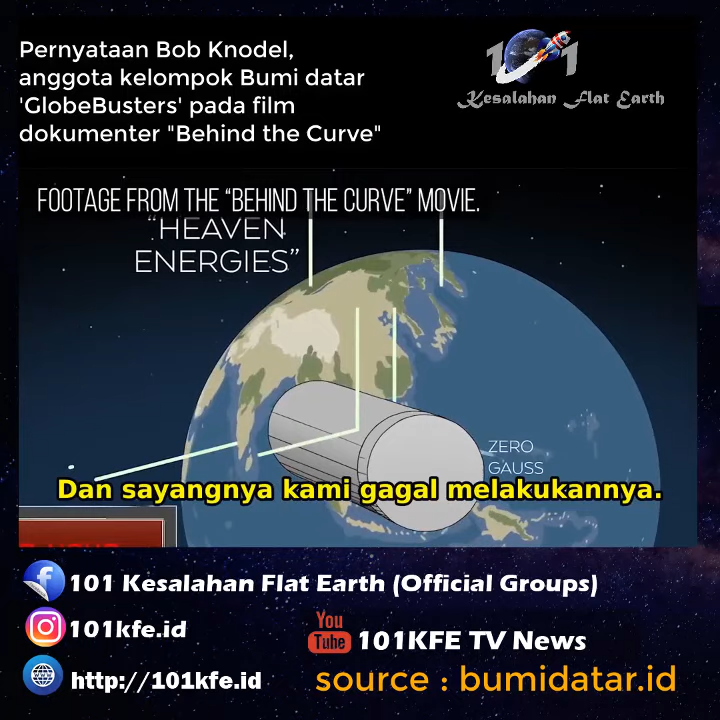 Pernyataan Bob Knodel,
anggota kelompok Bumi datar
'GlobeBusters' pada film
dokumenter "Behind the Curve"
101
Kesalahan Flat Earth
FOOTAGE FROM THE “BEHIND THE CURVE” MOVIE.
“HEAVEN
ENERGIES”
ZERO
GAUSS
Dan sayangnya kami gagal melakukannya.
101 Kesalahan Flat Earth (Official Groups)
101kfe.id
You
Tube
101KFE TV News
http://101kfe.id
source : bumidatar.id